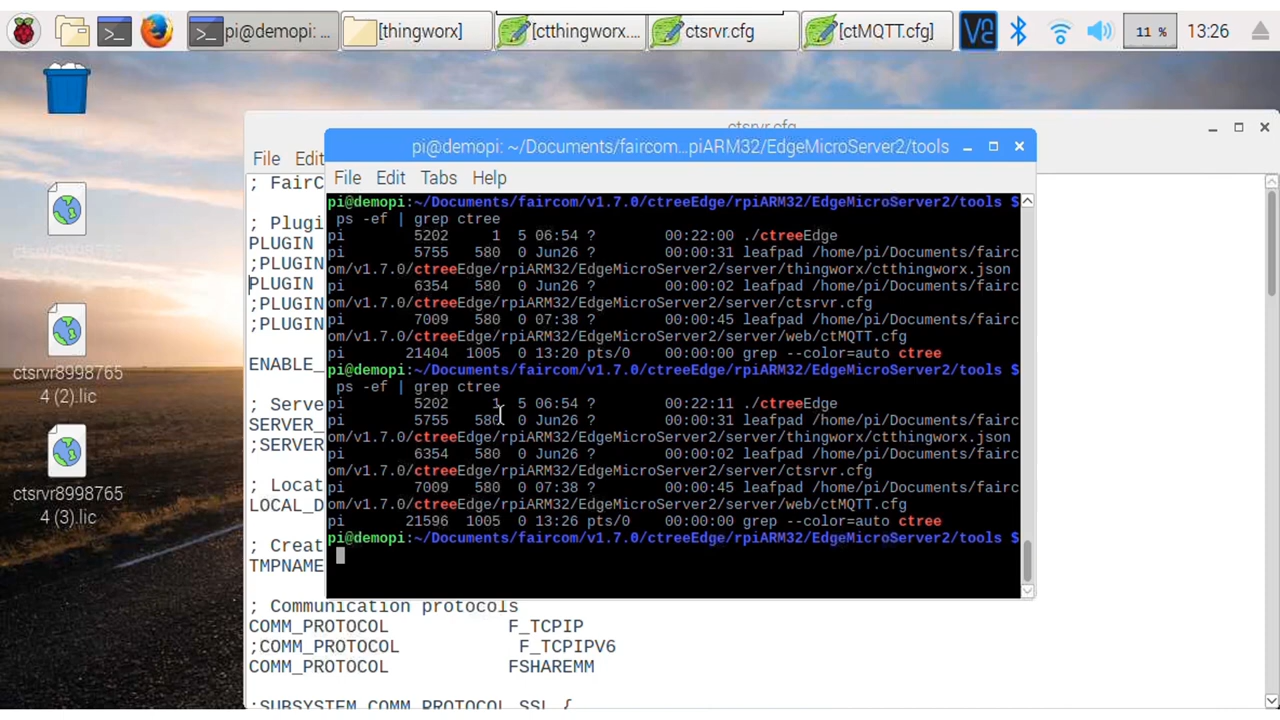 pi@demopi: ...
[thingworx]
[ctthingworx....
ctsrvr.cfg
[ctMQTT.cfg]
11 %
13:26
ctsrvr.cfg
pi@demopi: ~/Documents/faircom...piARM32/EdgeMicroServer2/tools
File Edit
File Edit Tabs Help
; FairC
; Plugi
PLUGIN
;PLUGIN
PLUGIN
;PLUGIN
;PLUGIN
ENABLE_
; Serve
SERVER_
;SERVER
; Locat
LOCAL_D
; Creat
TMPNAME
; Communication protocols
COMM_PROTOCOL F_TCPIP
;COMM_PROTOCOL F_TCPIPV6
COMM_PROTOCOL FSHAREMM
;SUBSYSTEM COMM_PROTOCOL SSL {
pi@demopi:~/Documents/faircom/v1.7.0/ctreeEdge/rpiARM32/EdgeMicroServer2/tools $
ps -ef | grep ctree
pi 5202 1 5 06:54 ? 00:22:00 ./ctreeEdge
pi 5755 580 0 Jun26 ? 00:00:31 leafpad /home/pi/Documents/fairc
om/v1.7.0/ctreeEdge/rpiARM32/EdgeMicroServer2/server/thingworx/ctthingworx.json
pi 6354 580 0 Jun26 ? 00:00:02 leafpad /home/pi/Documents/fairc
om/v1.7.0/ctreeEdge/rpiARM32/EdgeMicroServer2/server/ctsrvr.cfg
pi 7009 580 0 07:38 ? 00:00:45 leafpad /home/pi/Documents/fairc
om/v1.7.0/ctreeEdge/rpiARM32/EdgeMicroServer2/server/web/ctMQTT.cfg
pi 21404 1005 0 13:20 pts/0 00:00:00 grep --color=auto ctree
pi@demopi:~/Documents/faircom/v1.7.0/ctreeEdge/rpiARM32/EdgeMicroServer2/tools $
ps -ef | grep ctree
pi 5202 1 5 06:54 ? 00:22:11 ./ctreeEdge
pi 5755 580 0 Jun26 ? 00:00:31 leafpad /home/pi/Documents/fairc
om/v1.7.0/ctreeEdge/rpiARM32/EdgeMicroServer2/server/thingworx/ctthingworx.json
pi 6354 580 0 Jun26 ? 00:00:02 leafpad /home/pi/Documents/fairc
om/v1.7.0/ctreeEdge/rpiARM32/EdgeMicroServer2/server/ctsrvr.cfg
pi 7009 580 0 07:38 ? 00:00:45 leafpad /home/pi/Documents/fairc
om/v1.7.0/ctreeEdge/rpiARM32/EdgeMicroServer2/server/web/ctMQTT.cfg
pi 21596 1005 0 13:26 pts/0 00:00:00 grep --color=auto ctree
pi@demopi:~/Documents/faircom/v1.7.0/ctreeEdge/rpiARM32/EdgeMicroServer2/tools $
ctsrvr8998765
4 (2).lic
ctsrvr8998765
4 (3).lic